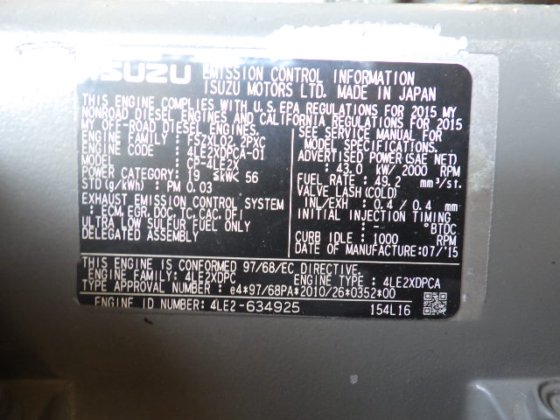 ISUZU EMISSION CONTROL INFORMATION
ISUZU MOTORS LTD. MADE IN JAPAN
THIS ENGINE COMPLIES WITH U.S.EPA REGULATIONS FOR 2015 MY
NONROAD DIESEL ENGINES AND CALIFORNIA REGULATIONS FOR 2015
MY OFF-ROAD DIESEL ENGINES.
ENGINE FAMILY : FSZXL02.2PXC
ENGINE CODE : 4LE2XDPCA-01
ENGINE MODEL : CP-4LE2X
POWER CATEGORY: 19 ≤kW< 56
STD (g/kWh) : PM 0.03
EXHAUST EMISSION CONTROL SYSTEM
: ECM, EGR, DOC, TC, CAC, DFI
ULTRA LOW SULFUR FUEL ONLY
DELEGATED ASSEMBLY
SEE SERVICE MANUAL FOR
MODEL SPECIFICATIONS.
ADVERTISED POWER(SAE NET)
: 43.0 kW/ 2000 RPM
FUEL RATE: 49.2 mm³/st.
VALVE LASH (COLD)
INL/EXH : 0.4 / 0.4 mm
INITIAL INJECTION TIMING
: - °BTDC
CURB IDLE : 1000 RPM
DATE OF MANUFACTURE:07/'15
THIS ENGINE IS CONFORMED 97/68/EC DIRECTIVE.
ENGINE FAMILY: 4LE2XDPC ENGINE TYPE : 4LE2XDPCA
TYPE APPROVAL NUMBER : e4*97/68PA*2010/26*0352*00
ENGINE ID NUMBER: 4LE2-634925 154L16